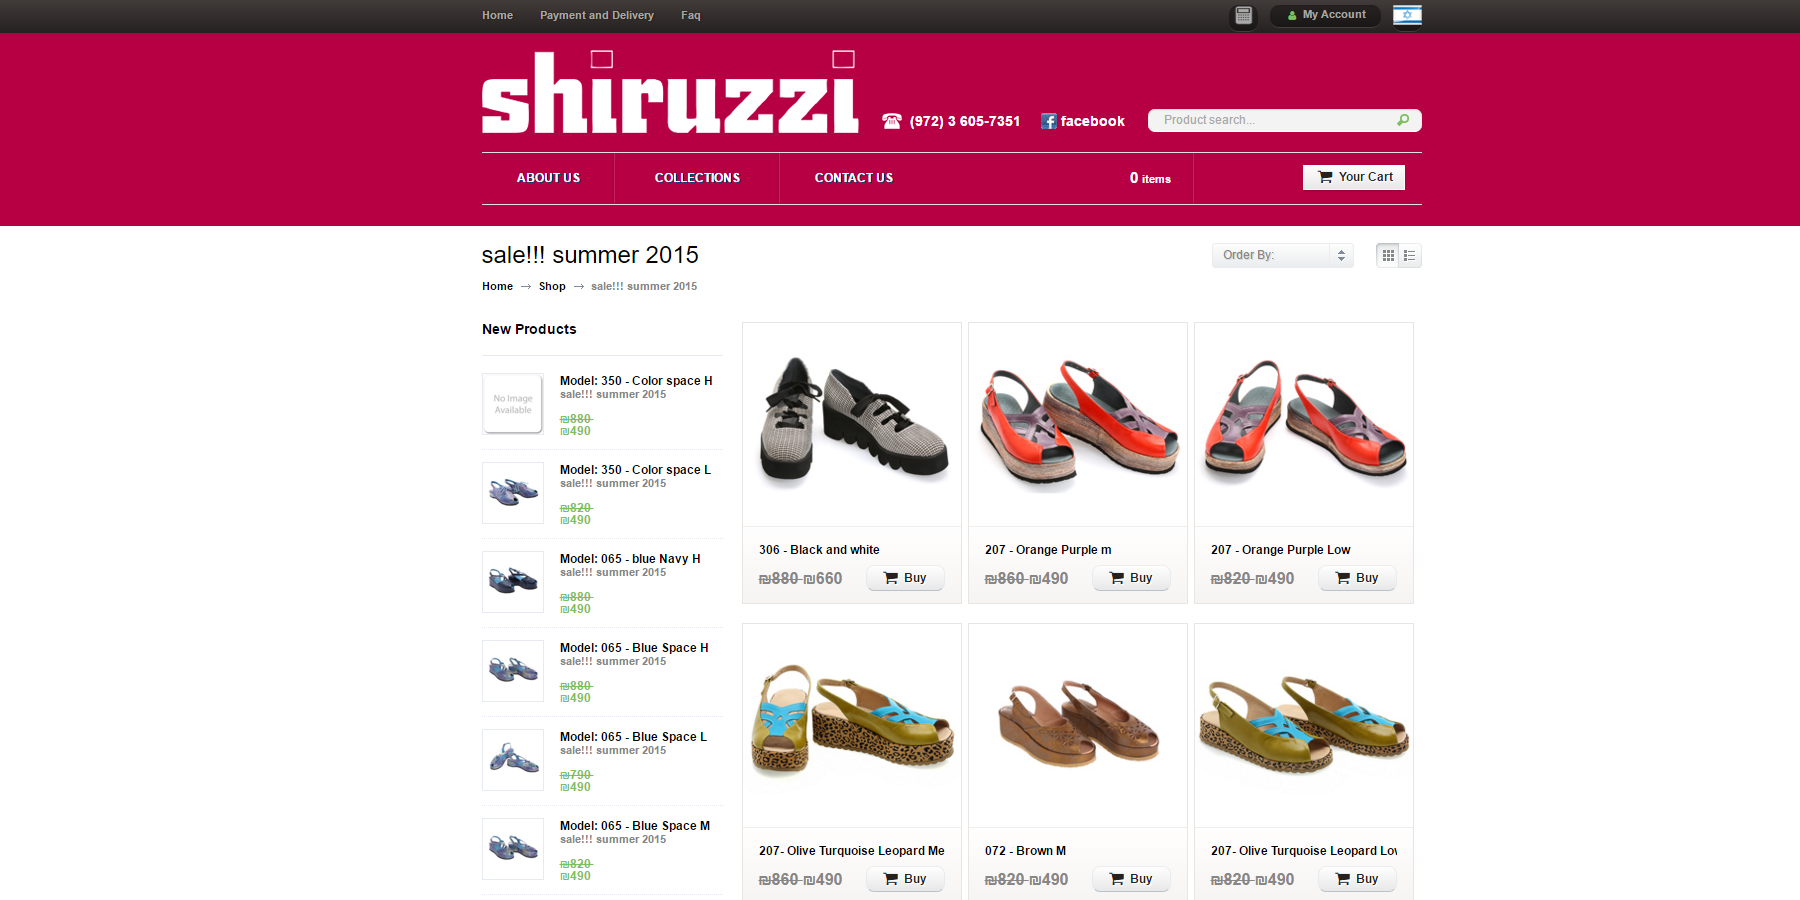 Home Payment and Delivery Faq
My Account
shiruzzi
(972) 3 605-7351 facebook Product search...
ABOUT US COLLECTIONS CONTACT US 0 items Your Cart
sale!!! summer 2015
Order By:
Home → Shop → sale!!! summer 2015
New Products
No Image
Available
Model: 350 - Color space H
sale!!! summer 2015
₪880
₪490
Model: 350 - Color space L
sale!!! summer 2015
₪820
₪490
Model: 065 - blue Navy H
sale!!! summer 2015
₪880
₪490
Model: 065 - Blue Space H
sale!!! summer 2015
₪880
₪490
Model: 065 - Blue Space L
sale!!! summer 2015
₪790
₪490
Model: 065 - Blue Space M
sale!!! summer 2015
₪820
₪490
306 - Black and white
₪880 ₪660 Buy
207 - Orange Purple m
₪860 ₪490 Buy
207 - Orange Purple Low
₪820 ₪490 Buy
207- Olive Turquoise Leopard Me
₪860 ₪490 Buy
072 - Brown M
₪820 ₪490 Buy
207- Olive Turquoise Leopard Lov
₪820 ₪490 Buy